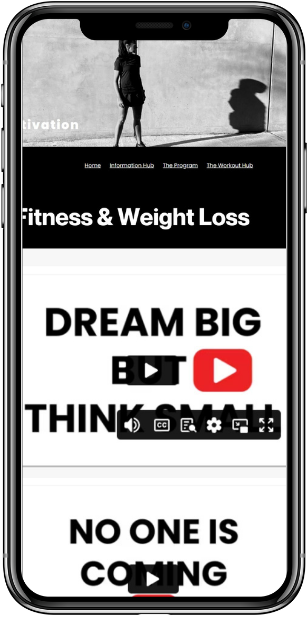 tivation
Home Information Hub The Program The Workout Hub
Fitness & Weight Loss
DREAM BIG
BUT
THINK SMALL
CC
NO ONE IS
COMING